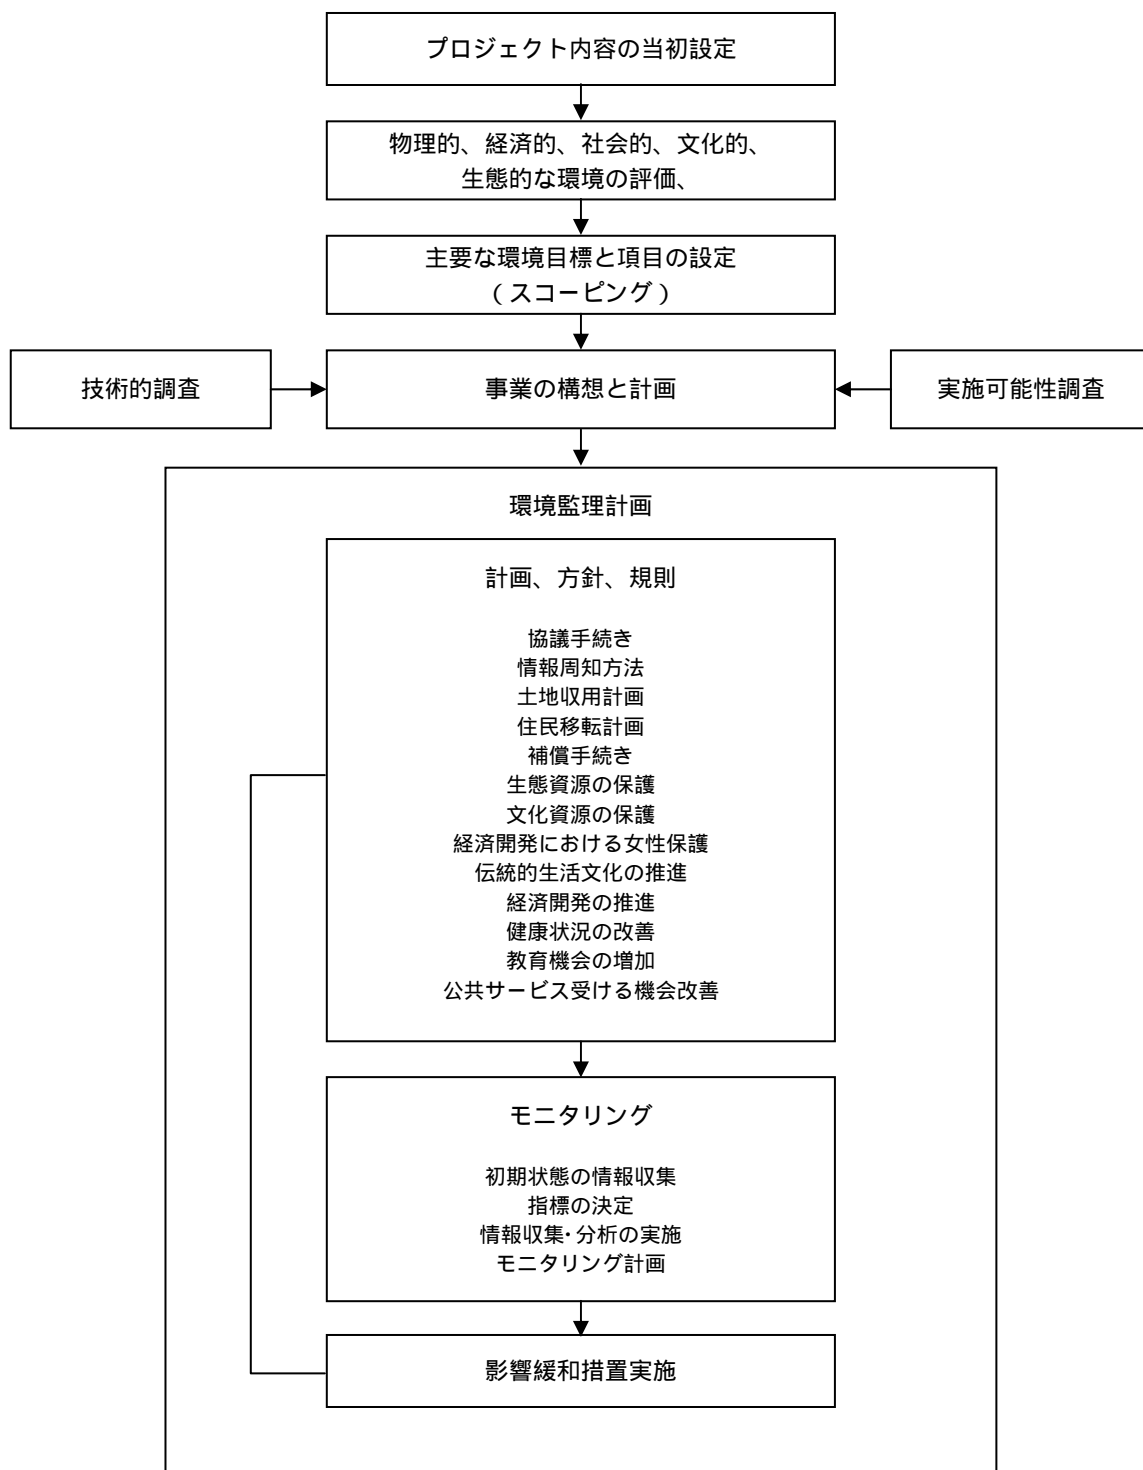 プロジェクト内容の当初設定
物理的、経済的、社会的、文化的、
生態的な環境の評価、
主要な環境目標と項目の設定
(スコーピング)
技術的調査
事業の構想と計画
実施可能性調査
環境監理計画
計画、方針、規則
協議手続き
情報周知方法
土地収用計画
住民移転計画
補償手続き
生態資源の保護
文化資源の保護
経済開発における女性保護
伝統的生活文化の推進
経済開発の推進
健康状況の改善
教育機会の増加
公共サービス受ける機会改善
モニタリング
初期状態の情報収集
指標の決定
情報収集・分析の実施
モニタリング計画
影響緩和措置実施